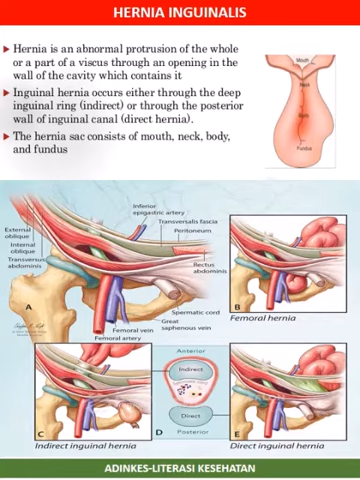 HERNIA INGUINALIS
Hernia is an abnormal protrusion of the whole
or a part of a viscus through an opening in the
wall of the cavity which contains it
Inguinal hernia occurs either through the deep
inguinal ring (indirect) or through the posterior
wall of inguinal canal (direct hernia).
The hernia sac consists of mouth, neck, body,
and fundus
Mouth
Neck
Body
Fundus
Inferior
epigastric artery
Transversalis fascia
Peritoneum
External
oblique
Internal
oblique
Transversus
abdominis
Rectus
abdominis
A
Spermatic cord
Great
saphenous vein
Femoral vein
Femoral artery
B
Femoral hernia
C
Indirect inguinal hernia
Anterior
Indirect
Direct
D
Posterior
E
Direct inguinal hernia
ADINKES-LITERASI KESEHATAN